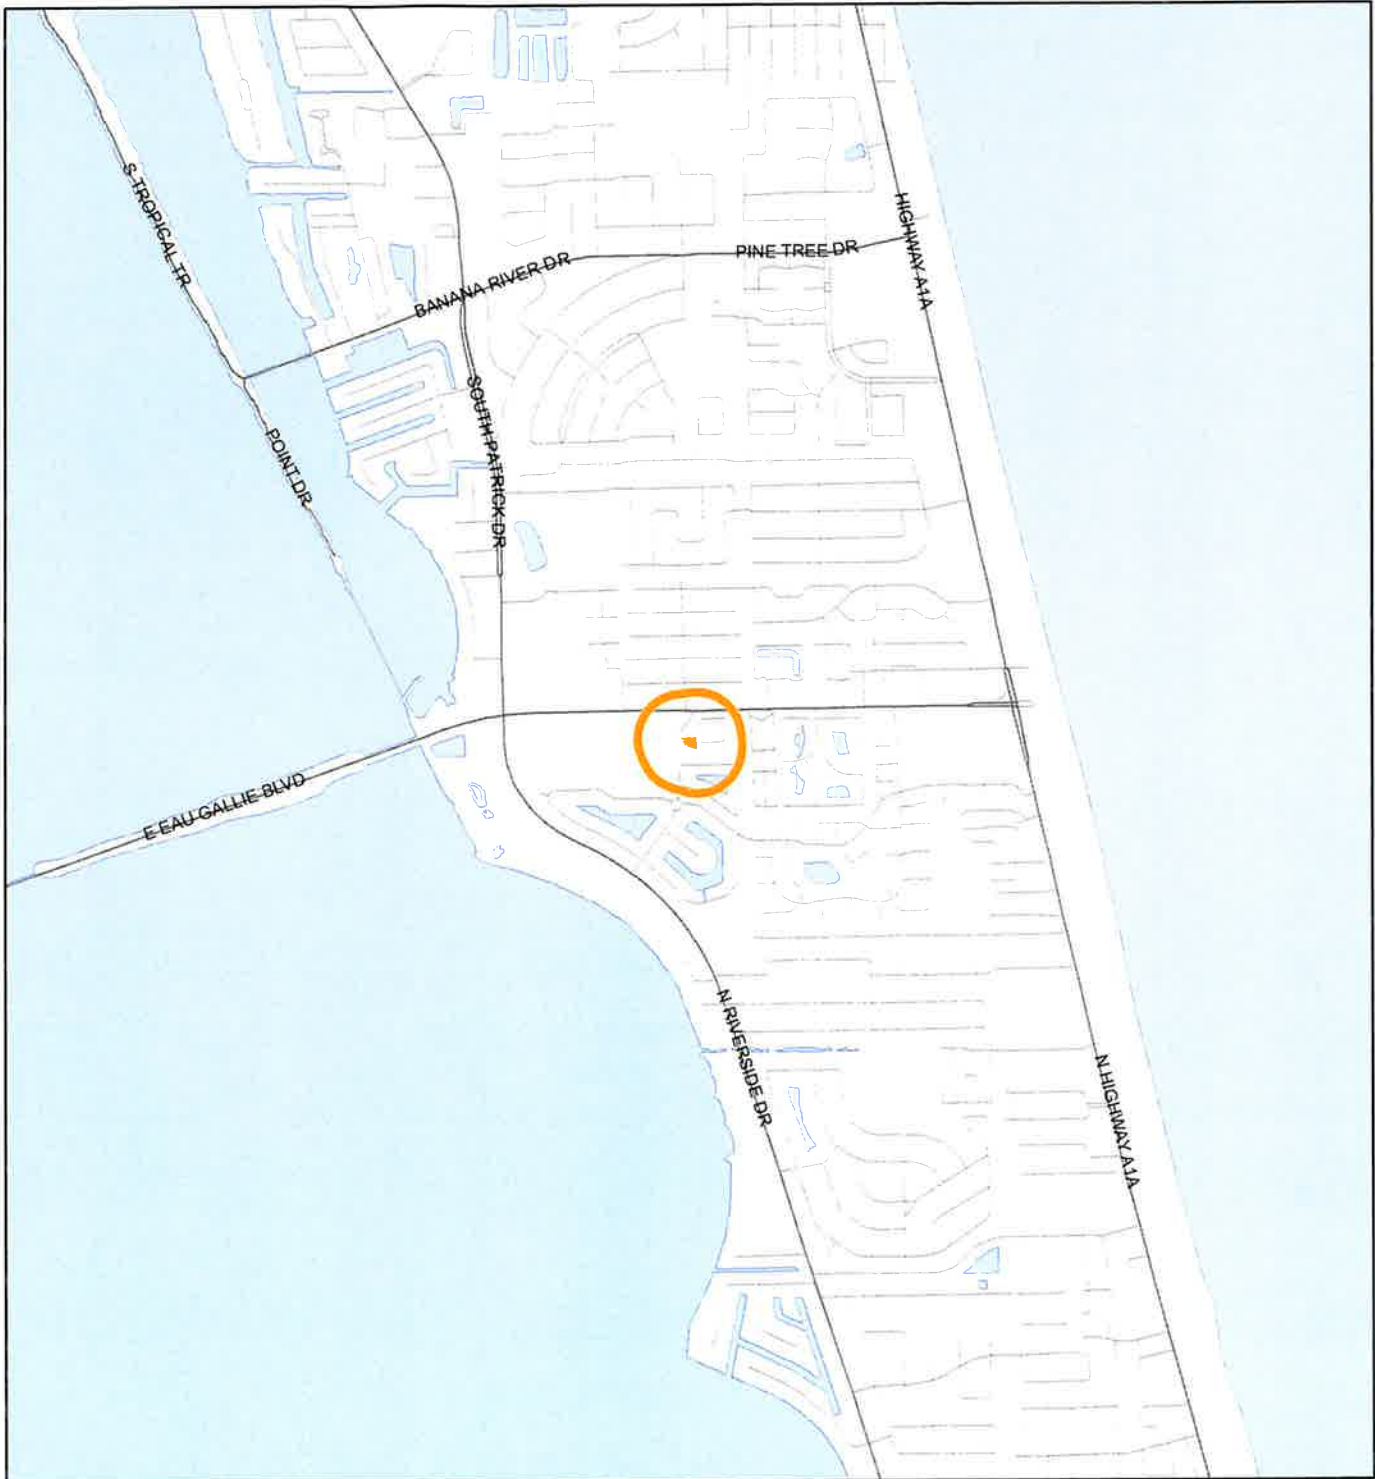 S TROPICAL TR
HIGHWAY A1A
PINE TREE DR
BANANA RIVER DR
SOUTH PATRICK DR
POINT DR
E EAU GALLIE BLVD
N RIVERSIDE DR
N HIGHWAY A1A